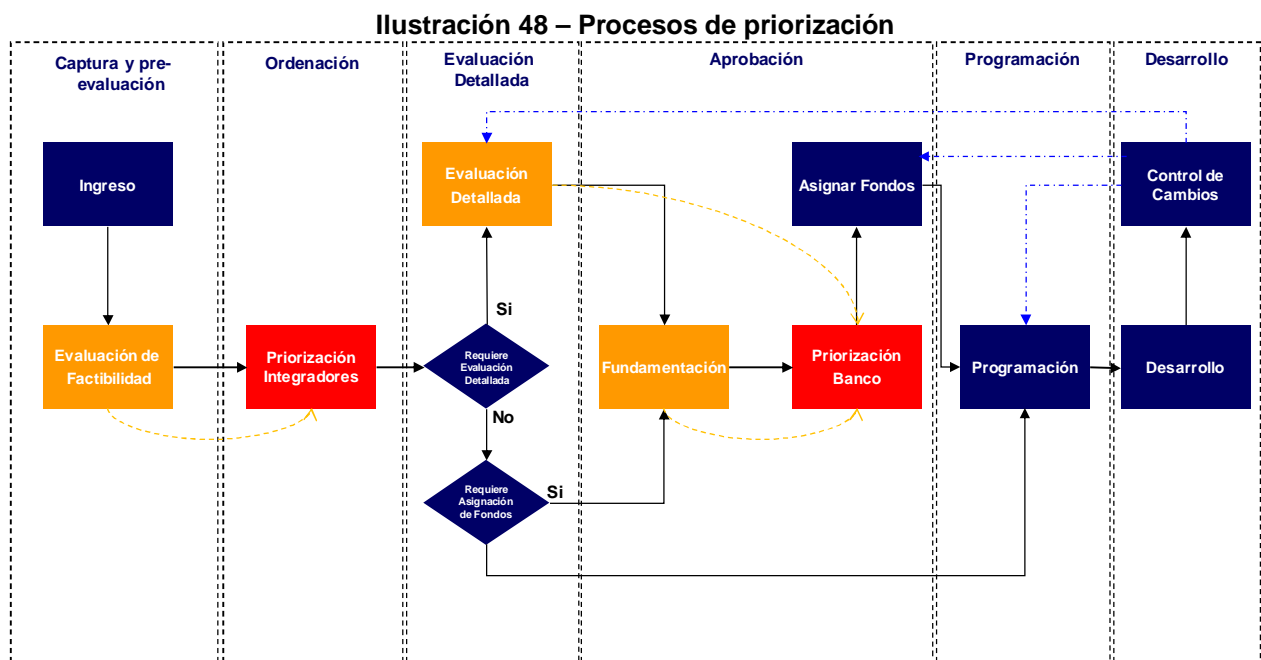 Ilustración 48 – Procesos de priorización
Captura y pre-
evaluación
Ordenación
Evaluación
Detallada
Aprobación
Programación
Desarrollo
Ingreso
Evaluación
Detallada
Asignar Fondos
Control de
Cambios
Si
Evaluación de
Factibilidad
Priorización
Integradores
Requiere
Evaluación
Detallada
Fundamentación
Priorización
Banco
Programación
Desarrollo
No
Requiere
Asignación
de Fondos
Si